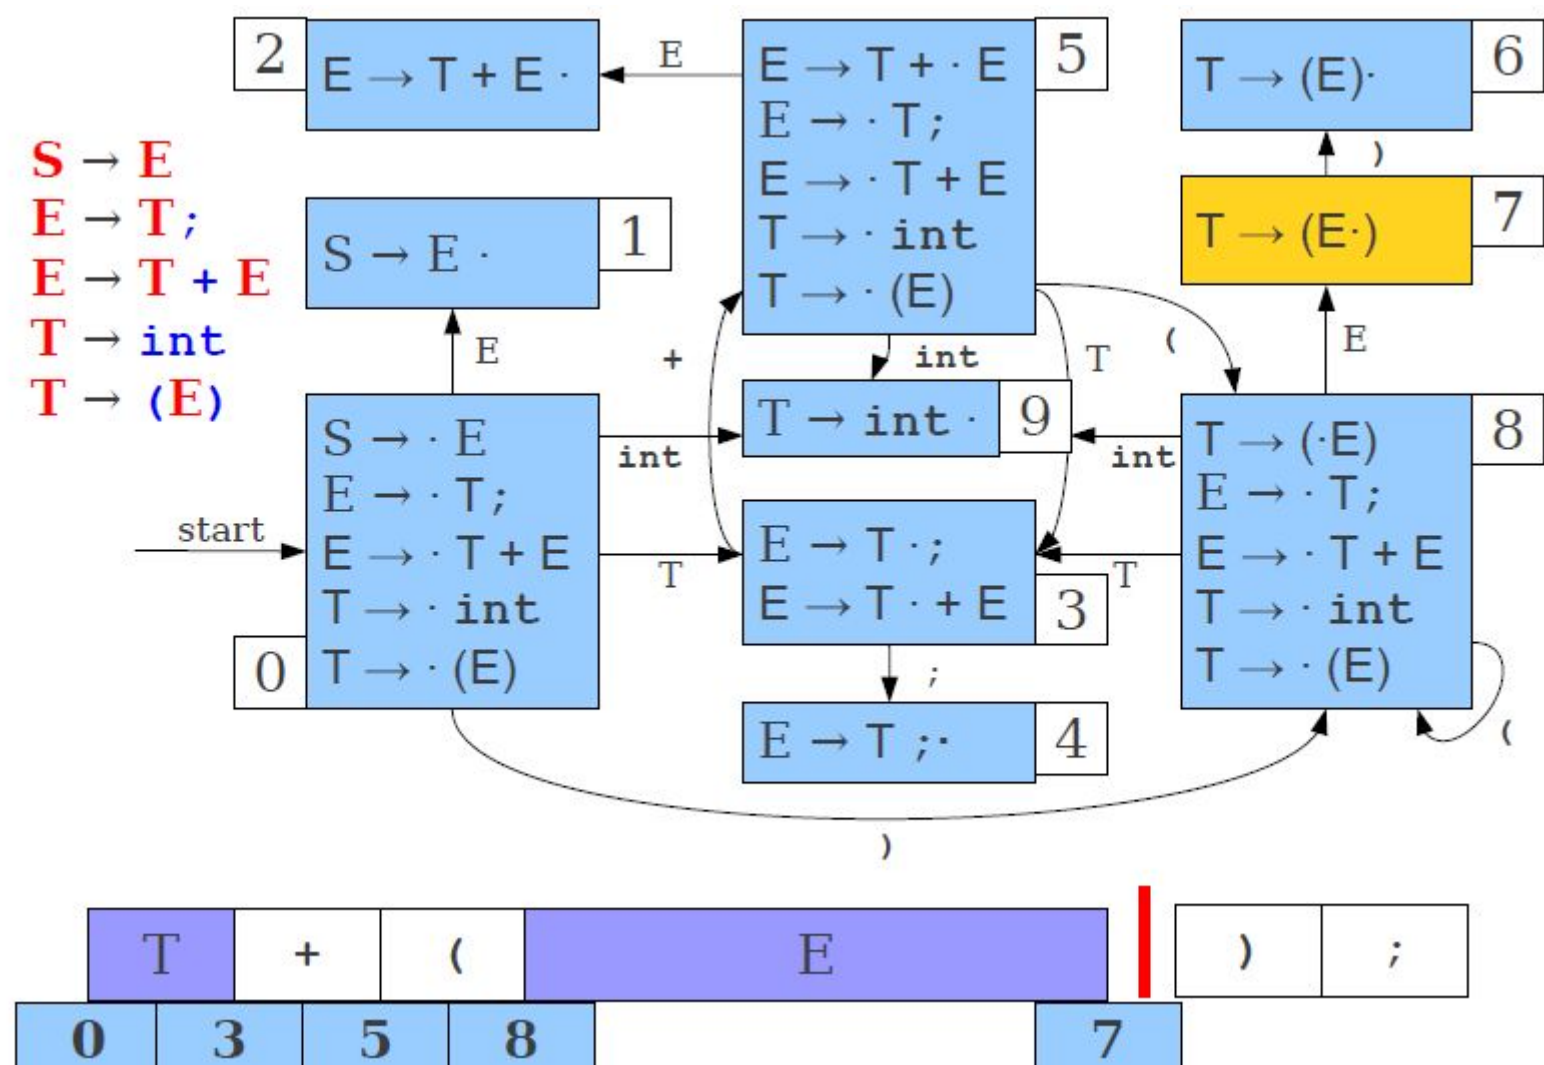 S → E
E → T ;
E → T + E
T → int
T → (E)
2
E → T + E ·
E
E → T + · E
E → · T ;
E → · T + E
T → · int
T → · (E)
5
T → (E)·
6
)
T → (E·)
7
S → E ·
1
E
+
int
T
(
E
start
S → · E
E → · T ;
E → · T + E
T → · int
T → · (E)
0
int
T
T → int ·
9
int
E → T · ;
E → T · + E
3
T
;
E → T ;·
4
T → (·E)
E → · T ;
E → · T + E
T → · int
T → · (E)
8
(
)
T + ( E ) ;
0 3 5 8 7